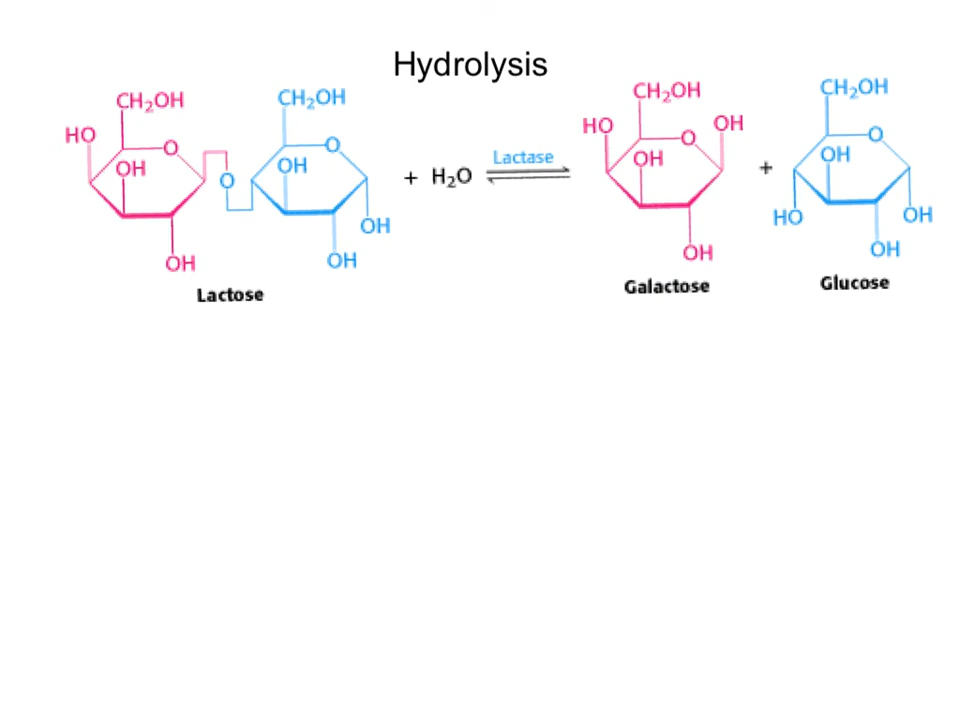 Hydrolysis
CH₂OH
CH₂OH
HO
O
O
OH
OH
O
OH
OH
OH
Lactose
+ H₂O
Lactase
CH₂OH
HO
OH
O
OH
OH
Galactose
+
CH₂OH
O
OH
HO
OH
OH
Glucose